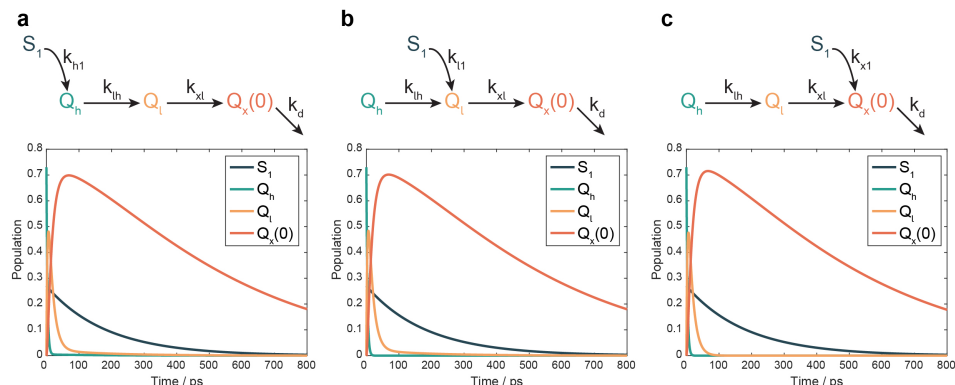 a
S1
kh1
Qh klh Ql kxl Qx(0)
kd
Population
0.8
0.7
0.6
0.5
0.4
0.3
0.2
0.1
0
S1
Qh
Ql
Qx(0)
0 100 200 300 400 500 600 700 800
Time / ps
b
S1
kl1
Qh klh Ql kxl Qx(0)
kd
Population
0.8
0.7
0.6
0.5
0.4
0.3
0.2
0.1
0
S1
Qh
Ql
Qx(0)
0 100 200 300 400 500 600 700 800
Time / ps
c
S1
kx1
Qh klh Ql kxl Qx(0)
kd
Population
0.8
0.7
0.6
0.5
0.4
0.3
0.2
0.1
0
S1
Qh
Ql
Qx(0)
0 100 200 300 400 500 600 700 800
Time / ps